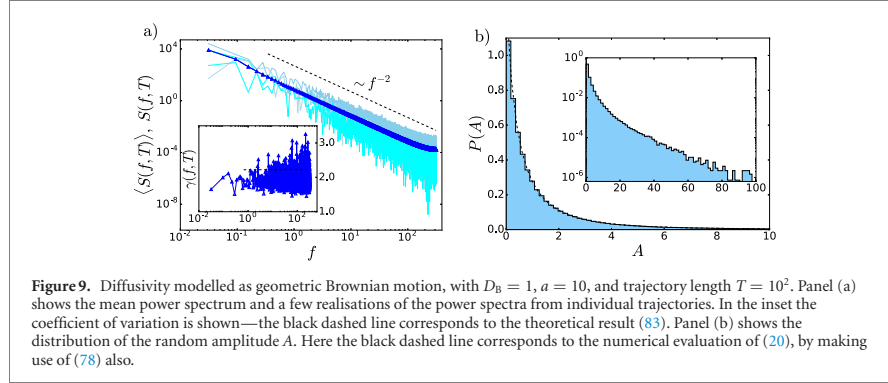 a)
10^4
10^0
10^-4
10^-8
⟨S(f,T)⟩, S(f,T)
~ f^-2
γ(f,T)
3.0
2.0
1.0
10^-2 10^0 10^2
10^-2 10^-1 10^0 10^1 10^2
f
b)
1.0
0.8
0.6
0.4
0.2
0.0
P(A)
10^0
10^-2
10^-4
10^-6
0 20 40 60 80 100
0 2 4 6 8 10
A
Figure 9. Diffusivity modelled as geometric Brownian motion, with D_B = 1, a = 10, and trajectory length T = 10^2. Panel (a)
shows the mean power spectrum and a few realisations of the power spectra from individual trajectories. In the inset the
coefficient of variation is shown—the black dashed line corresponds to the theoretical result (83). Panel (b) shows the
distribution of the random amplitude A. Here the black dashed line corresponds to the numerical evaluation of (20), by making
use of (78) also.